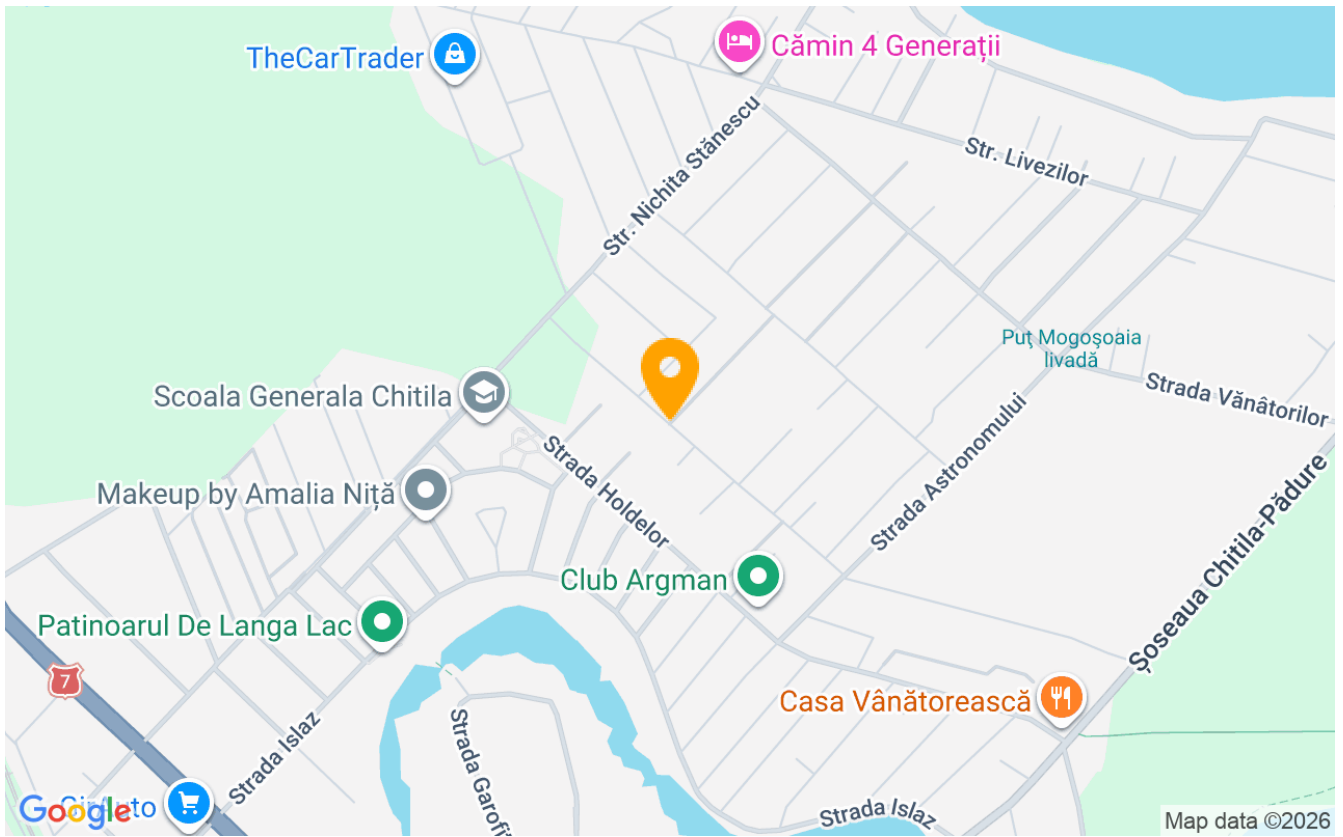 TheCarTrader
Cămin 4 Generații
Str. Nichita Stănescu
Str. Livezilor
Puț Mogoșoaia
livadă
Strada Vănâtorilor
Scoala Generala Chitila
Strada Holdelor
Strada Astronomului
Makeup by Amalia Niță
Șoseaua Chitila-Pădure
Club Argman
Patinoarul De Langa Lac
7
Casa Vânătorească
Strada Islaz
Strada Garofi
Strada Islaz
Google
Map data ©2026